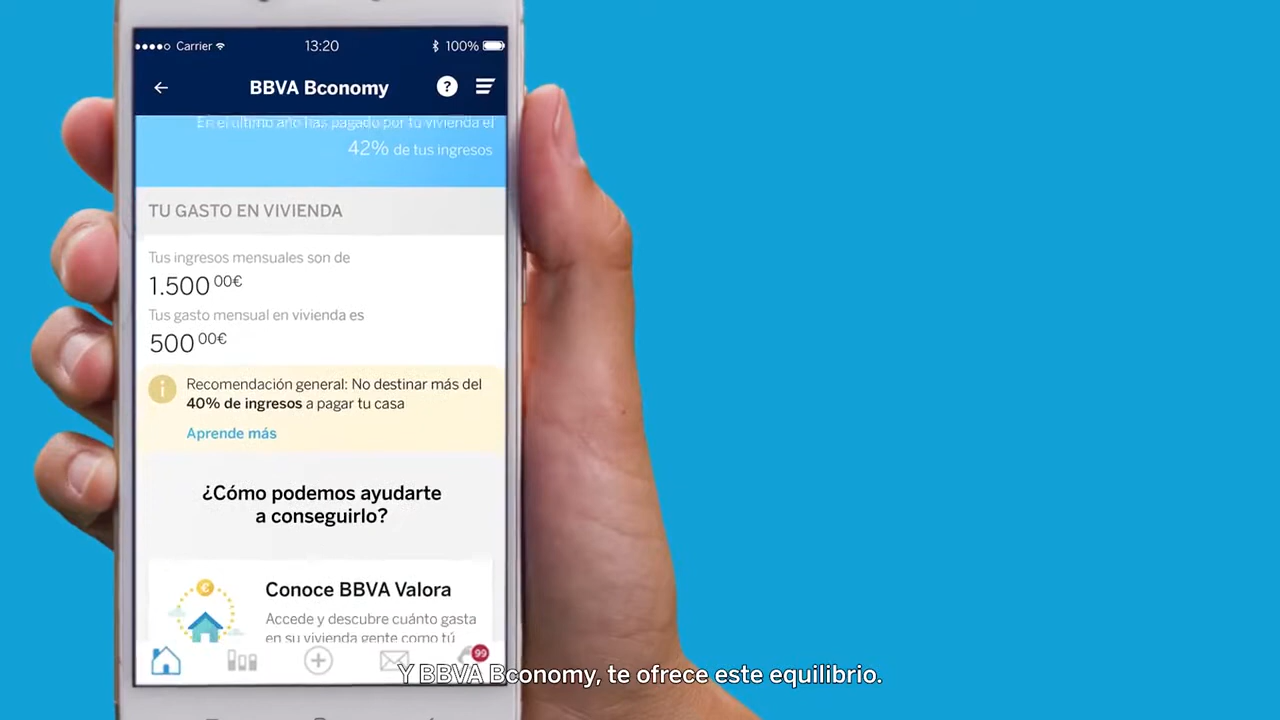 Carrier
13:20
100%
BBVA Bconomy
?
En el último año has pagado por tu vivienda el
42% de tus ingresos
TU GASTO EN VIVIENDA
Tus ingresos mensuales son de
1.500 00€
Tu gasto mensual en vivienda es
500 00€
i
Recomendación general: No destinar más del
40% de ingresos a pagar tu casa
Aprende más
¿Cómo podemos ayudarte
a conseguirlo?
€
Conoce BBVA Valora
Accede y descubre cuánto gasta
en su vivienda gente como tú
99
Y BBVA Bconomy, te ofrece este equilibrio.